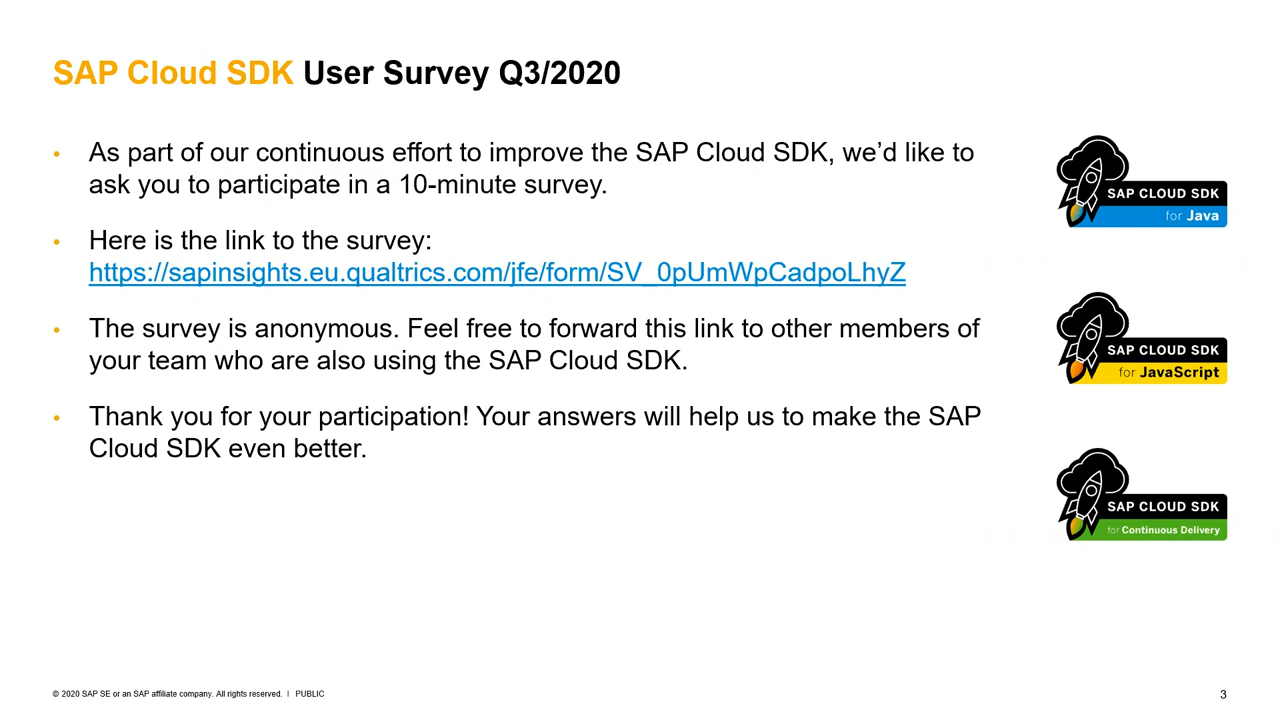 SAP Cloud SDK User Survey Q3/2020
• As part of our continuous effort to improve the SAP Cloud SDK, we’d like to
ask you to participate in a 10-minute survey.
• Here is the link to the survey:
https://sapinsights.eu.qualtrics.com/jfe/form/SV_0pUmWpCadpoLhyZ
• The survey is anonymous. Feel free to forward this link to other members of
your team who are also using the SAP Cloud SDK.
• Thank you for your participation! Your answers will help us to make the SAP
Cloud SDK even better.
SAP CLOUD SDK
for Java
SAP CLOUD SDK
for JavaScript
SAP CLOUD SDK
for Continuous Delivery
© 2020 SAP SE or an SAP affiliate company. All rights reserved. | PUBLIC
3